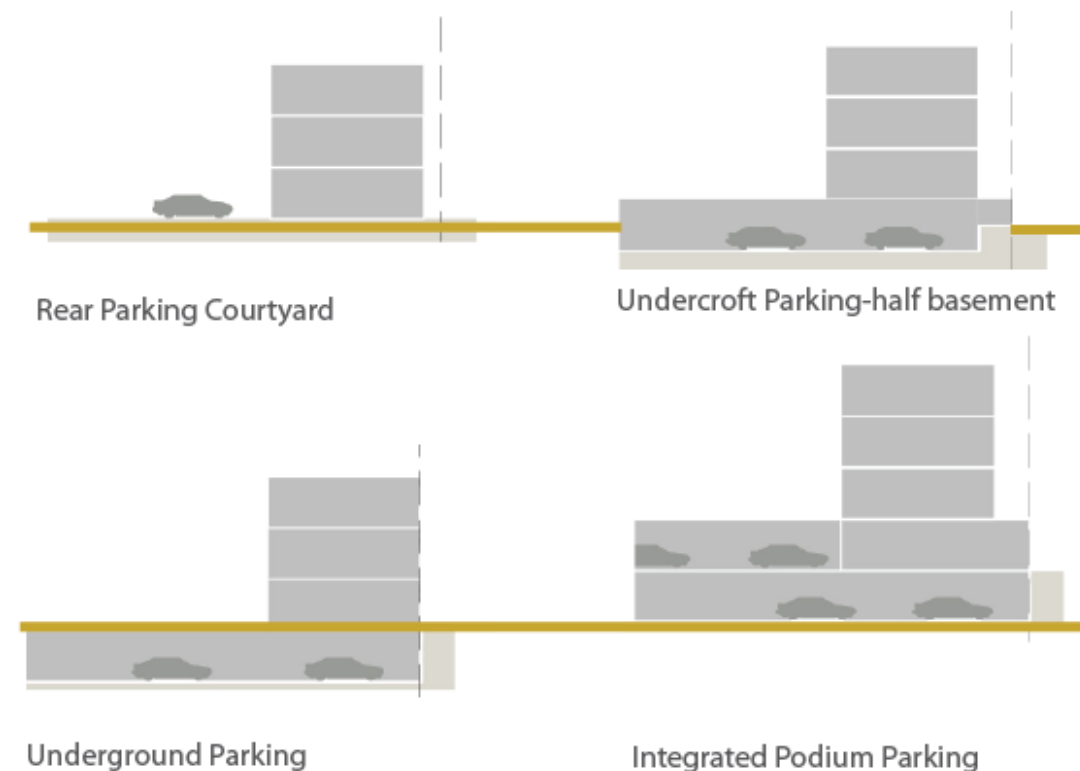 Rear Parking Courtyard
Undercroft Parking-half basement
Underground Parking
Integrated Podium Parking